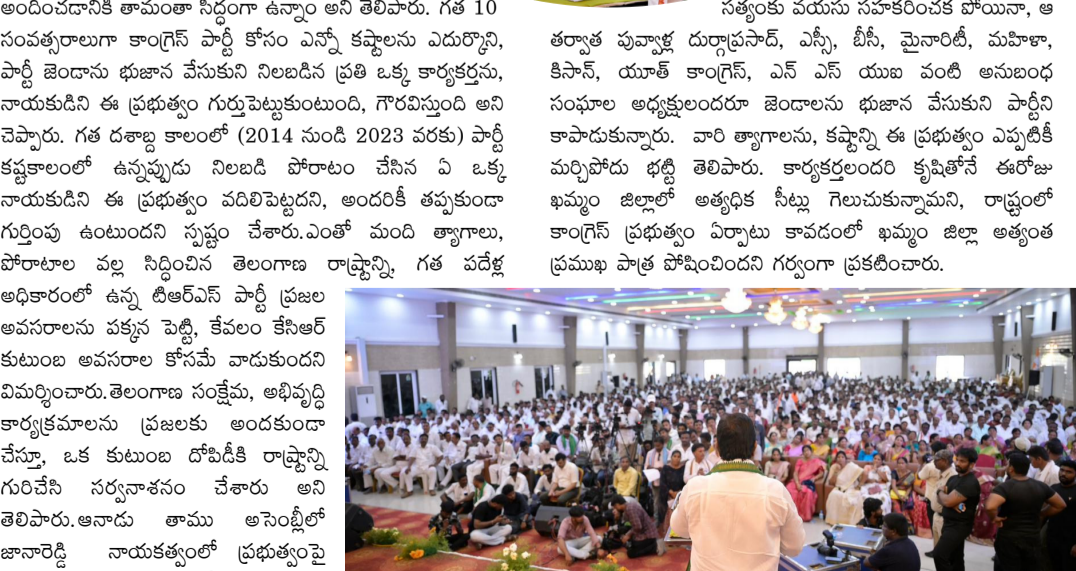 అందించడానికి తామంతా సిద్ధంగా ఉన్నాం అని తెలిపారు. గత 10
సంవత్సరాలుగా కాంగ్రెస్ పార్టీ కోసం ఎన్నో కష్టాలను ఎదుర్కొని,
పార్టీ జెండాను భుజాన వేసుకుని నిలబడిన ప్రతి ఒక్క కార్యకర్తను,
నాయకుడిని ఈ ప్రభుత్వం గుర్తుపెట్టుకుంటుంది, గౌరవిస్తుంది అని
చెప్పారు. గత దశాబ్ద కాలంలో (2014 నుండి 2023 వరకు) పార్టీ
కష్టకాలంలో ఉన్నప్పుడు నిలబడి పోరాటం చేసిన ఏ ఒక్క
నాయకుడిని ఈ ప్రభుత్వం వదిలిపెట్టదని, అందరికీ తప్పకుండా
గుర్తింపు ఉంటుందని స్పష్టం చేశారు.ఎంతో మంది త్యాగాలు,
పోరాటాల వల్ల సిద్ధించిన తెలంగాణ రాష్ట్రాన్ని, గత పదేళ్ల
అధికారంలో ఉన్న టిఆర్ఎస్ పార్టీ ప్రజల
అవసరాలను పక్కన పెట్టి, కేవలం కేసిఆర్
కుటుంబ అవసరాల కోసమే వాడుకుందని
విమర్శించారు.తెలంగాణ సంక్షేమ, అభివృద్ధి
కార్యక్రమాలను ప్రజలకు అందకుండా
చేస్తూ, ఒక కుటుంబ దోపిడీకి రాష్ట్రాన్ని
గురిచేసి సర్వనాశనం చేశారు అని
తెలిపారు.ఆనాడు తాము అసెంబ్లీలో
జానారెడ్డి నాయకత్వంలో ప్రభుత్వంపై
సత్యంకు వయసు సహకరించక పోయినా, ఆ
తర్వాత పువ్వాళ్ల దుర్గాప్రసాద్, ఎస్సీ, బీసీ, మైనారిటీ, మహిళా,
కిసాన్, యూత్ కాంగ్రెస్, ఎన్ ఎస్ యుఐ వంటి అనుబంధ
సంఘాల అధ్యక్షులందరూ జెండాలను భుజాన వేసుకుని పార్టీని
కాపాడుకున్నారు. వారి త్యాగాలను, కష్టాన్ని ఈ ప్రభుత్వం ఎప్పటికీ
మర్చిపోదు భట్టి తెలిపారు. కార్యకర్తలందరి కృషితోనే ఈరోజు
ఖమ్మం జిల్లాలో అత్యధిక సీట్లు గెలుచుకున్నామని, రాష్ట్రంలో
కాంగ్రెస్ ప్రభుత్వం ఏర్పాటు కావడంలో ఖమ్మం జిల్లా అత్యంత
ప్రముఖ పాత్ర పోషించిందని గర్వంగా ప్రకటించారు.